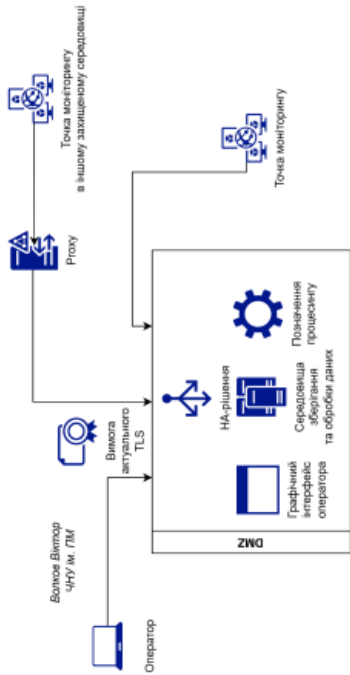 Волков Віктор
ЧНУ ім. ПМ
Оператор
Вимога
актуального
TLS
Proxy
Точка моніторингу
в іншому захищеному середовищі
Точка моніторингу
DMZ
Графічний
інтерфейс
оператора
HA-рішення
Середовища
зберігання
та обробки даних
Позначення
процесингу